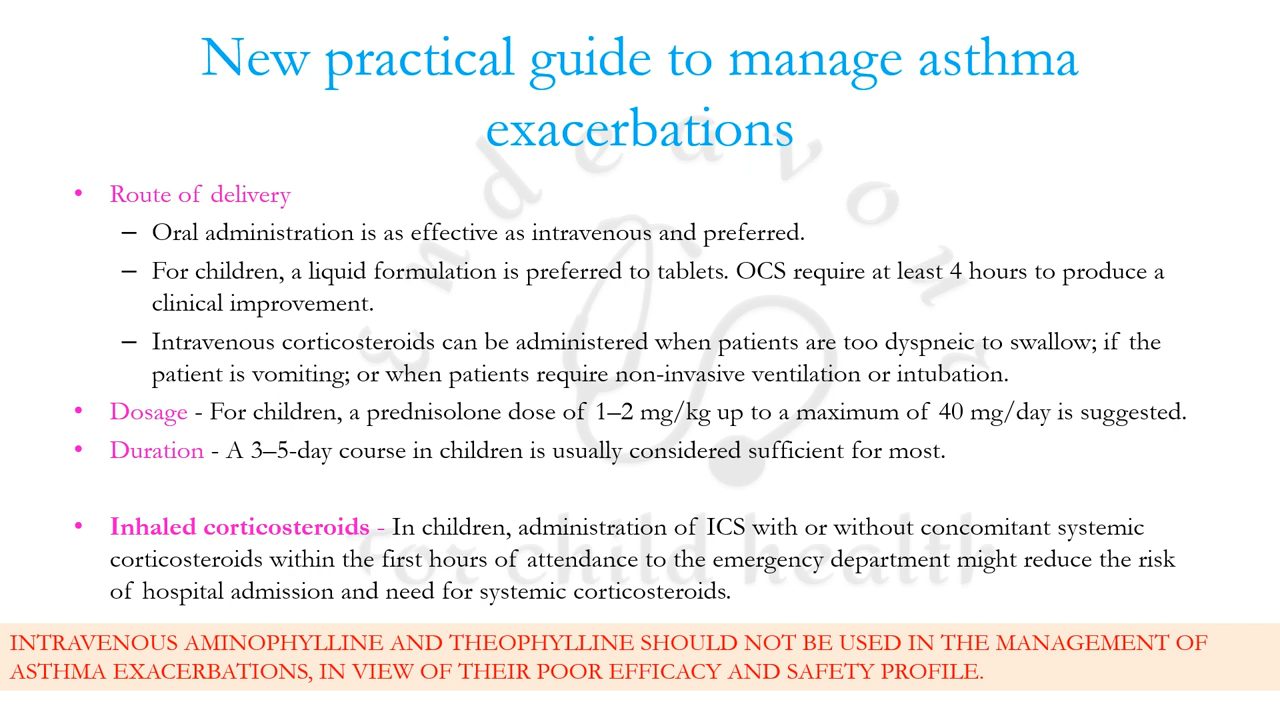 New practical guide to manage asthma
exacerbations
• Route of delivery
– Oral administration is as effective as intravenous and preferred.
– For children, a liquid formulation is preferred to tablets. OCS require at least 4 hours to produce a
clinical improvement.
– Intravenous corticosteroids can be administered when patients are too dyspneic to swallow; if the
patient is vomiting; or when patients require non-invasive ventilation or intubation.
• Dosage - For children, a prednisolone dose of 1–2 mg/kg up to a maximum of 40 mg/day is suggested.
• Duration - A 3–5-day course in children is usually considered sufficient for most.
• Inhaled corticosteroids - In children, administration of ICS with or without concomitant systemic
corticosteroids within the first hours of attendance to the emergency department might reduce the risk
of hospital admission and need for systemic corticosteroids.
INTRAVENOUS AMINOPHYLLINE AND THEOPHYLLINE SHOULD NOT BE USED IN THE MANAGEMENT OF
ASTHMA EXACERBATIONS, IN VIEW OF THEIR POOR EFFICACY AND SAFETY PROFILE.
for child health